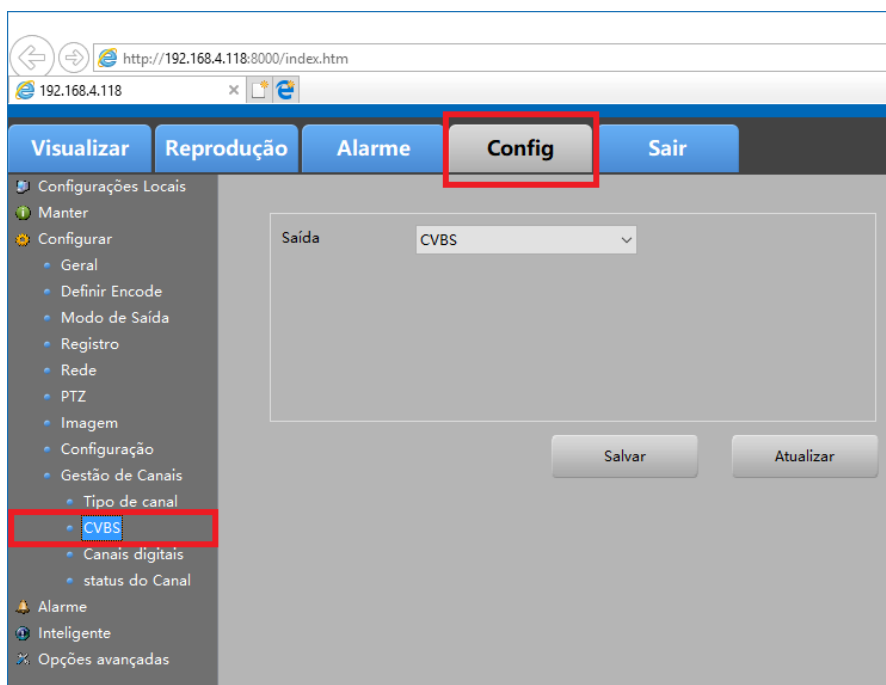 http://192.168.4.118:8000/index.htm
192.168.4.118
Visualizar Reprodução Alarme Config Sair
Configurações Locais
Manter
Configurar
Geral
Definir Encode
Modo de Saída
Registro
Rede
PTZ
Imagem
Configuração
Gestão de Canais
Tipo de canal
CVBS
Canais digitais
status do Canal
Alarme
Inteligente
Opções avançadas
Saída CVBS
Salvar Atualizar